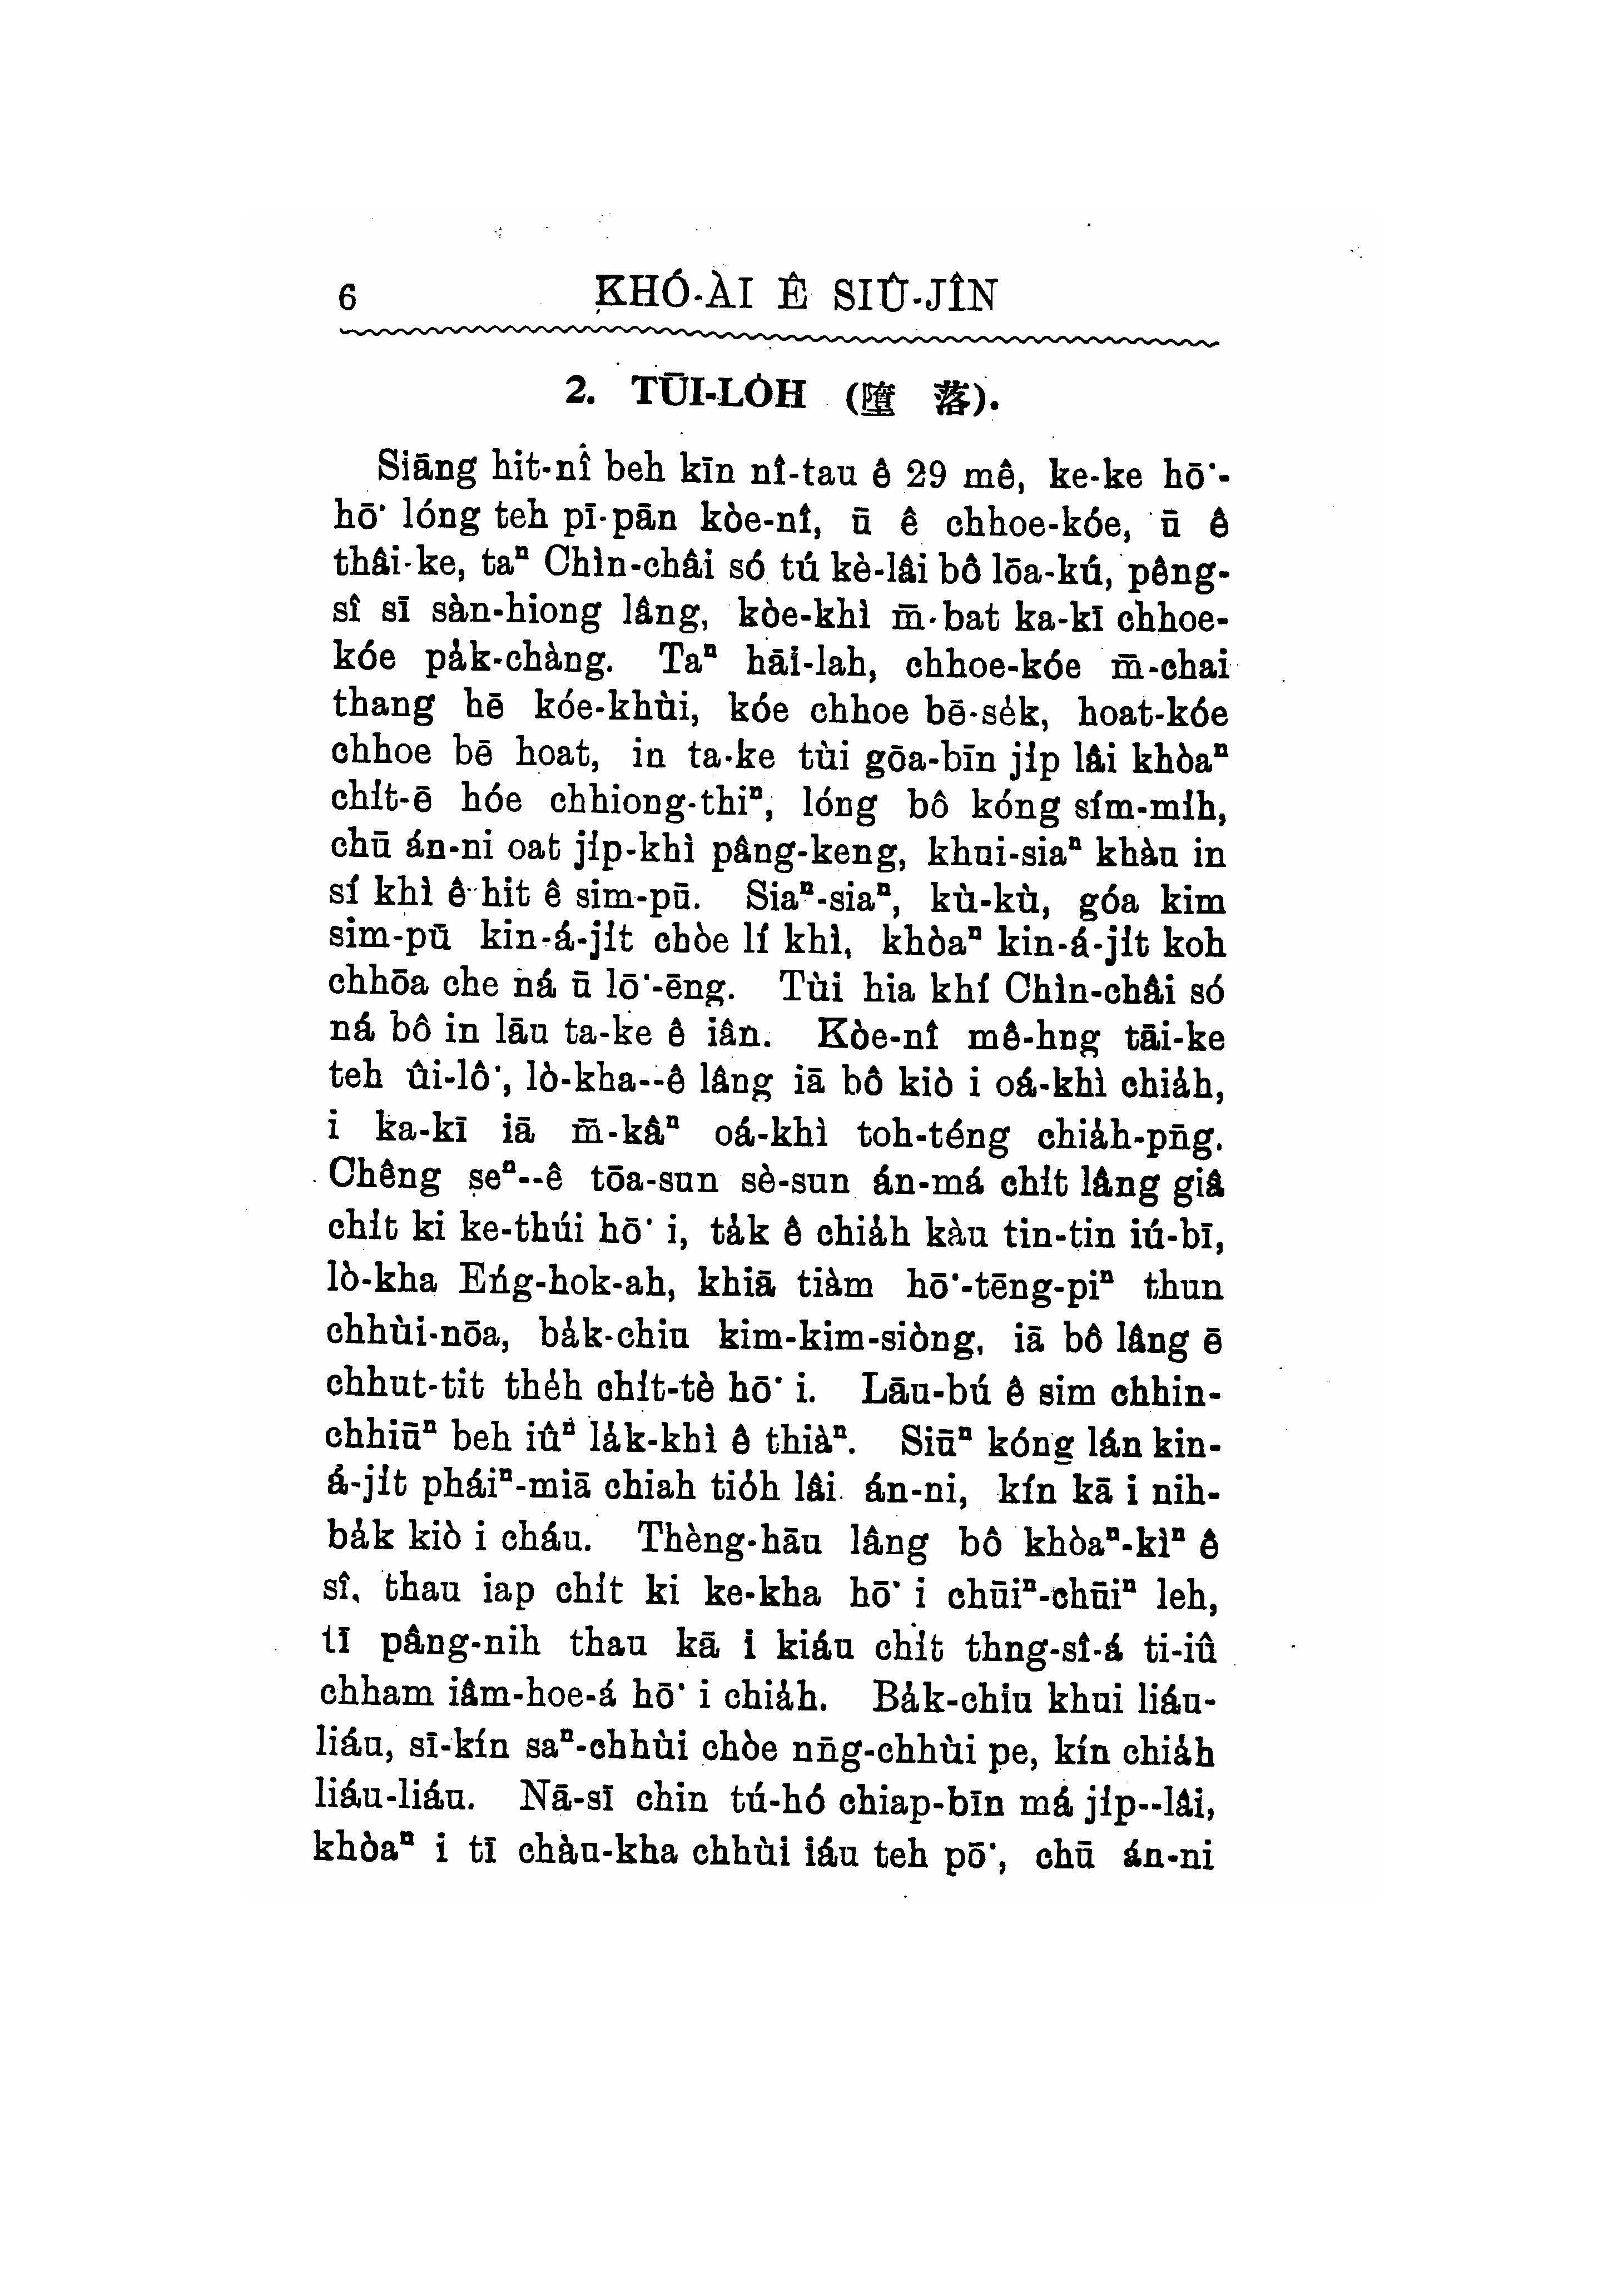 6 KHÓ-ÀI Ê SIÛ-JÎN
2. TŪI-LO̍H (墮 落).
Siāng hit-nî beh kīn nî-tau ê 29 mê, ke-ke hō͘-
hō͘ lóng teh pī-pān kòe-nî, ū ê chhoe-kóe, ū ê
thâi-ke, taⁿ Chìn-châi só tú kè-lâi bô lōa-kú, pêng-
sî sī sàn-hiong lâng, kòe-khì m̄-bat ka-kī chhoe-
kóe pa̍k-chàng. Taⁿ hāi-lah, chhoe-kóe m̄-chai
thang hē kóe-khùi, kóe chhoe bē-se̍k, hoat-kóe
chhoe bē hoat, in ta-ke tùi gōa-bīn ji̍p lâi khòaⁿ
chi̍t-ē hóe chhiong-thiⁿ, lóng bô kóng sím-mi̍h,
chū án-ni oat ji̍p-khì pâng-keng, khui-siaⁿ khàu in
sí khì ê hit ê sim-pū. Siaⁿ-siaⁿ, kù-kù, góa kim
sim-pū kin-á-ji̍t chòe lí khì, khòaⁿ kin-á-ji̍t koh
chhōa che ná ū lō͘-ēng. Tùi hia khí Chìn-châi só
ná bô in lāu ta-ke ê iân. Kòe-nî mê-hng tāi-ke
teh ûi-lô͘, lò-kha--ê lâng iā bô kiò i oá-khì chia̍h,
i ka-kī iā m̄-kâⁿ oá-khì toh-téng chia̍h-pn̄g.
Chêng seⁿ--ê tōa-sun sè-sun án-má chi̍t lâng giâ
chi̍t ki ke-thúi hō͘ i, ta̍k ê chia̍h kàu tin-tin iú-bī,
lò-kha Eng-hok-ah, khiā tiàm hō͘-tēng-piⁿ thun
chhùi-nōa, ba̍k-chiu kim-kim-siòng, iā bô lâng ē
chhut-tit the̍h chi̍t-tè hō͘ i. Lāu-bú ê sim chhin-
chhiūⁿ beh iûⁿ la̍k-khì ê thiàⁿ. Siūⁿ kóng lán kin-
á-ji̍t pháiⁿ-miā chiah tio̍h lâi án-ni, kín kā i nih-
ba̍k kiò i cháu. Thèng-hāu lâng bô khòaⁿ-kìⁿ ê
sî, thau iap chi̍t ki ke-kha hō͘ i chūiⁿ-chūiⁿ leh,
tī pâng-nih thau kā i kiáu chi̍t thng-sî-á ti-iû
chham iâm-hoe-á hō͘ i chia̍h. Ba̍k-chiu khui liáu-
liáu, sī-kín saⁿ-chhùi chòe nn̄g-chhùi pe, kín chia̍h
liáu-liáu. Nā-sī chin tú-hó chiap-bīn má ji̍p--lâi,
khòaⁿ i tī chàu-kha chhùi iáu teh pō͘, chū án-ni